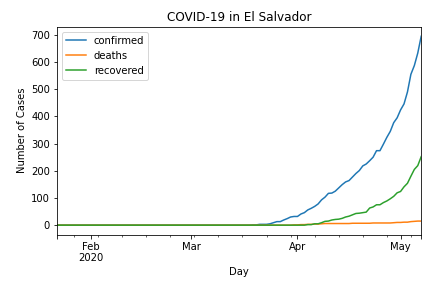 COVID-19 in El Salvador
confirmed
deaths
recovered
Number of Cases
700
600
500
400
300
200
100
0
Feb
2020
Mar
Apr
May
Day